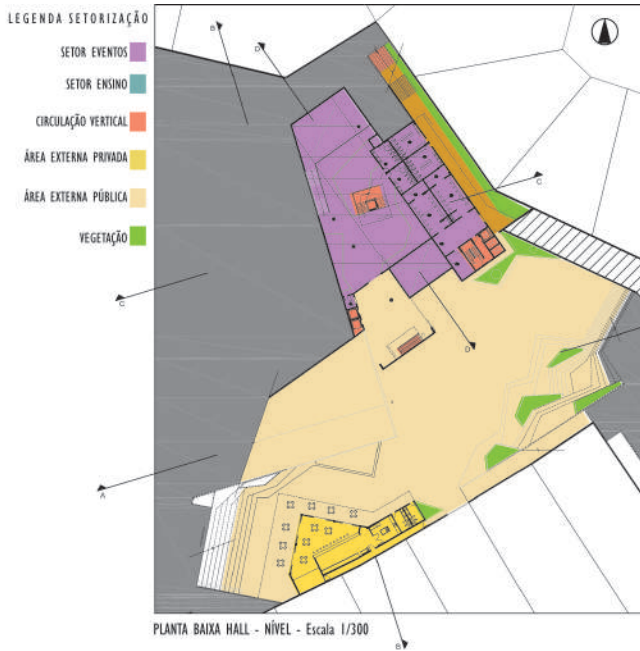 LEGENDA SETORIZAÇÃO
SETOR EVENTOS
SETOR ENSINO
CIRCULAÇÃO VERTICAL
ÁREA EXTERNA PRIVADA
ÁREA EXTERNA PÚBLICA
VEGETAÇÃO
B
D
C
C
D
A
B
PLANTA BAIXA HALL - NÍVEL - Escala 1/300